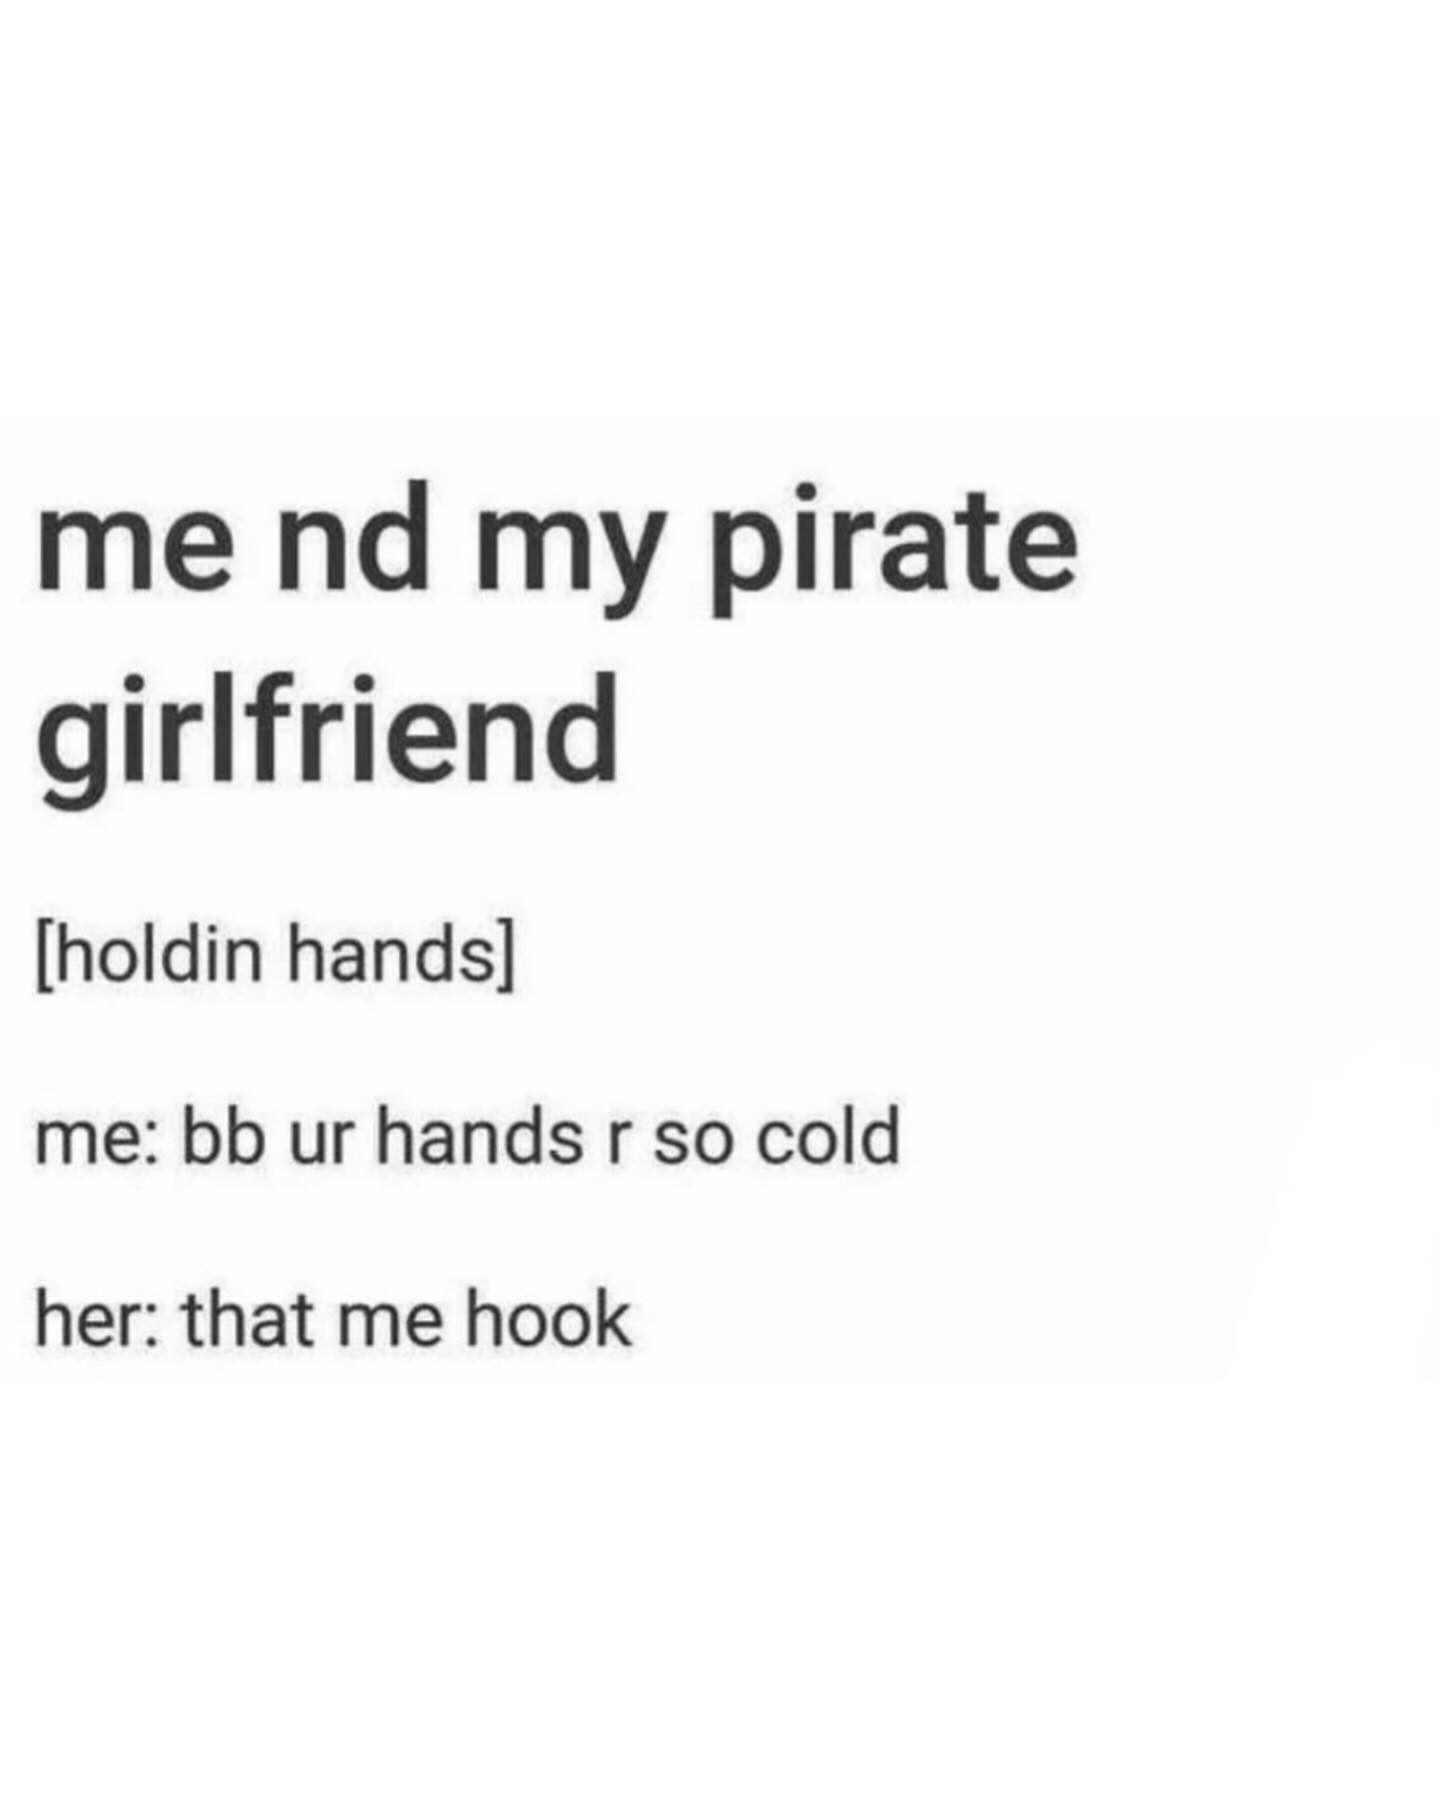 me nd my pirate
girlfriend
[holdin hands]
me: bb ur hands r so cold
her: that me hook